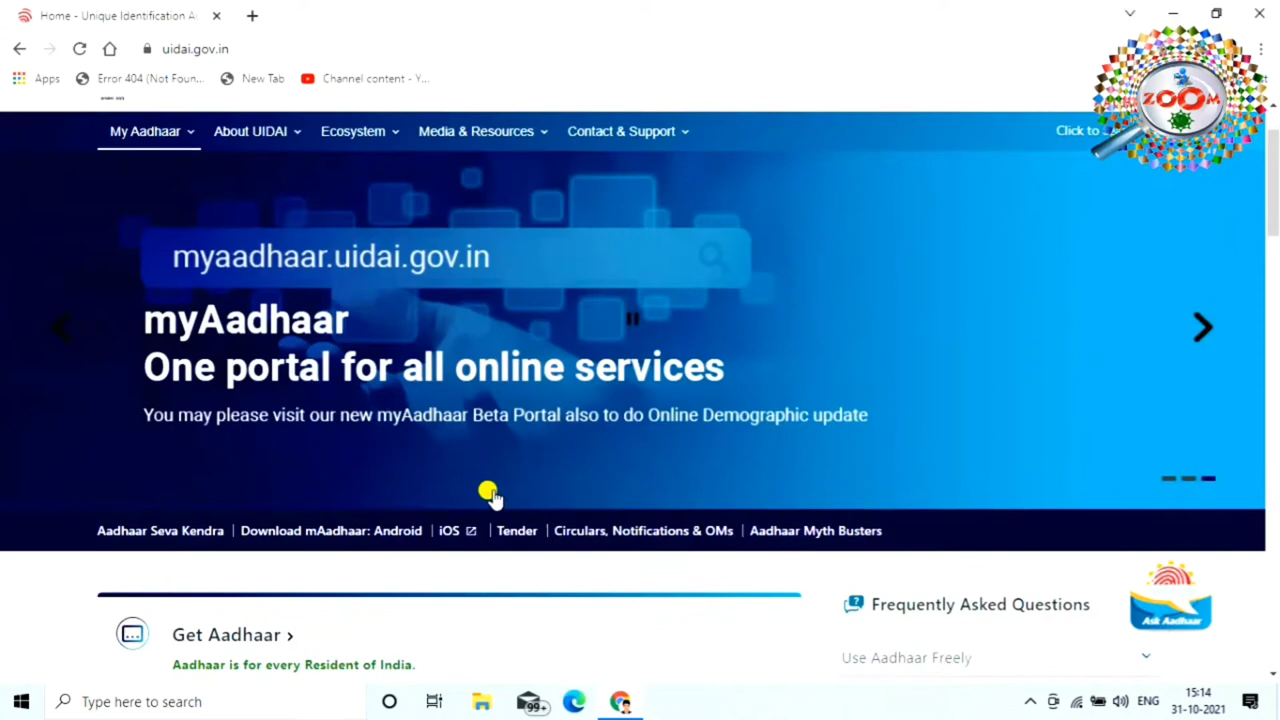 Home - Unique Identification A
uidai.gov.in
Apps
Error 404 (Not Foun...
New Tab
Channel content - Y...
My Aadhaar
About UIDAI
Ecosystem
Media & Resources
Contact & Support
Click to
ZOOM
myaadhaar.uidai.gov.in
myAadhaar
One portal for all online services
You may please visit our new myAadhaar Beta Portal also to do Online Demographic update
Aadhaar Seva Kendra
Download mAadhaar: Android
iOS
Tender
Circulars, Notifications & OMs
Aadhaar Myth Busters
Get Aadhaar
Aadhaar is for every Resident of India.
Frequently Asked Questions
Ask Aadhaar
Use Aadhaar Freely
Type here to search
99+
ENG
15:14
31-10-2021